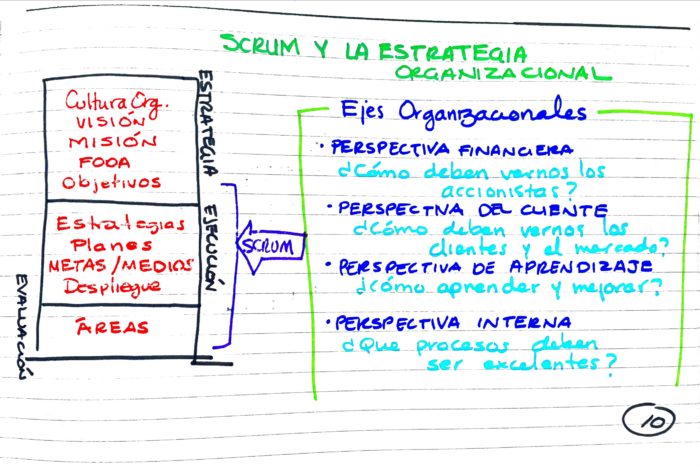 SCRUM Y LA ESTRATEGIA
ORGANIZACIONAL
Cultura Org.
VISIÓN
MISIÓN
FODA
Objetivos
Estrategias
Planes
METAS/MEDIOS
Despliegue
ÁREAS
ESTRATEGIA
EJECUCIÓN
EVALUACIÓN
SCRUM
Ejes Organizacionales
• PERSPECTIVA FINANCIERA
¿Cómo deben vernos los
accionistas?
• PERSPECTIVA DEL CLIENTE
¿Cómo deben vernos los
clientes y el mercado?
• PERSPECTIVA DE APRENDIZAJE
¿cómo aprender y mejorar?
• PERSPECTIVA INTERNA
¿Que procesos deben
ser excelentes?
10